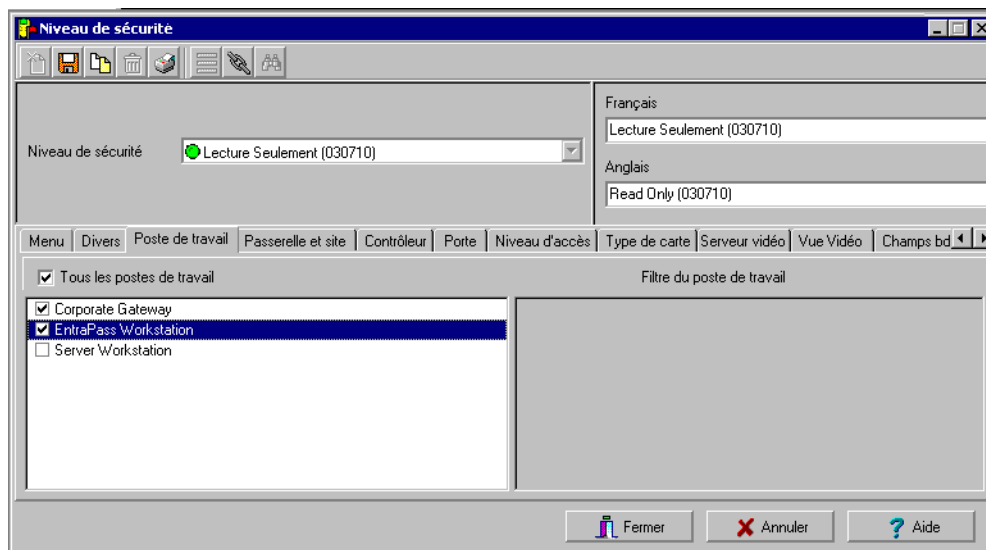 Niveau de sécurité
Français
Lecture Seulement (030710)
Niveau de sécurité
Lecture Seulement (030710)
Anglais
Read Only (030710)
Menu Divers Poste de travail Passerelle et site Contrôleur Porte Niveau d'accès Type de carte Serveur vidéo Vue Vidéo Champs bd
Tous les postes de travail
Filtre du poste de travail
Corporate Gateway
EntraPass Workstation
Server Workstation
Fermer Annuler Aide